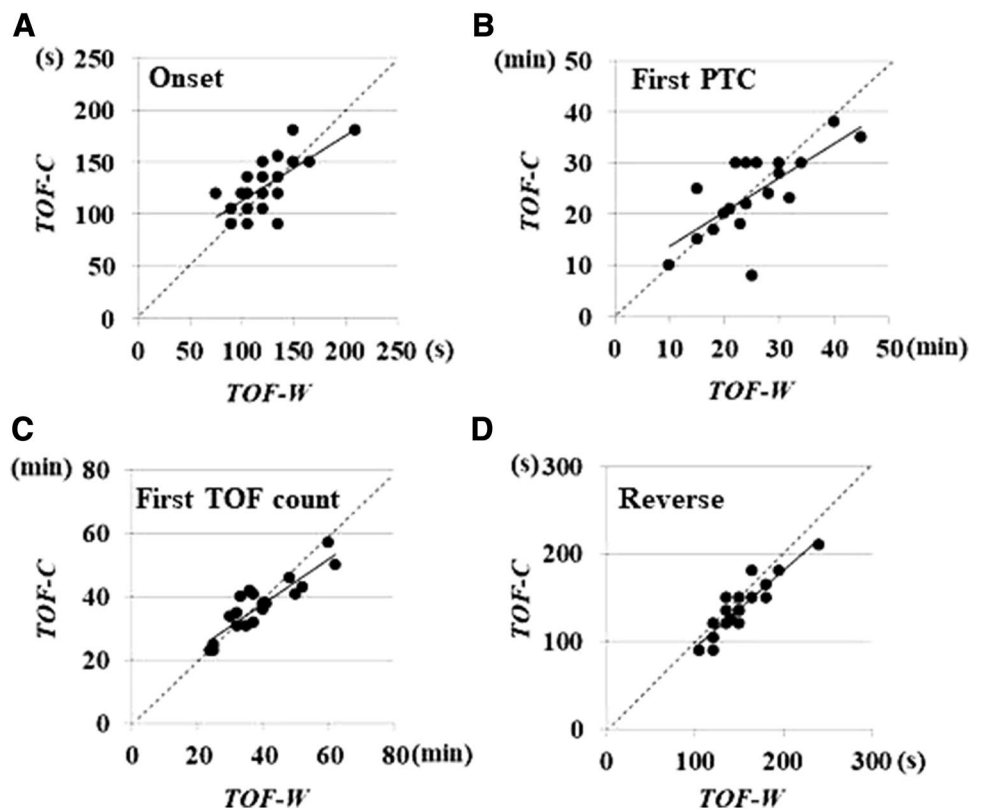 A
(s) 250
Onset
200
150
100
50
0
TOF-C
0 50 100 150 200 250 (s)
TOF-W
B
(min) 50
First PTC
40
30
20
10
0
TOF-C
0 10 20 30 40 50 (min)
TOF-W
C
(min) 80
First TOF count
60
40
20
0
TOF-C
0 20 40 60 80 (min)
TOF-W
D
(s) 300
Reverse
200
100
0
TOF-C
0 100 200 300 (s)
TOF-W